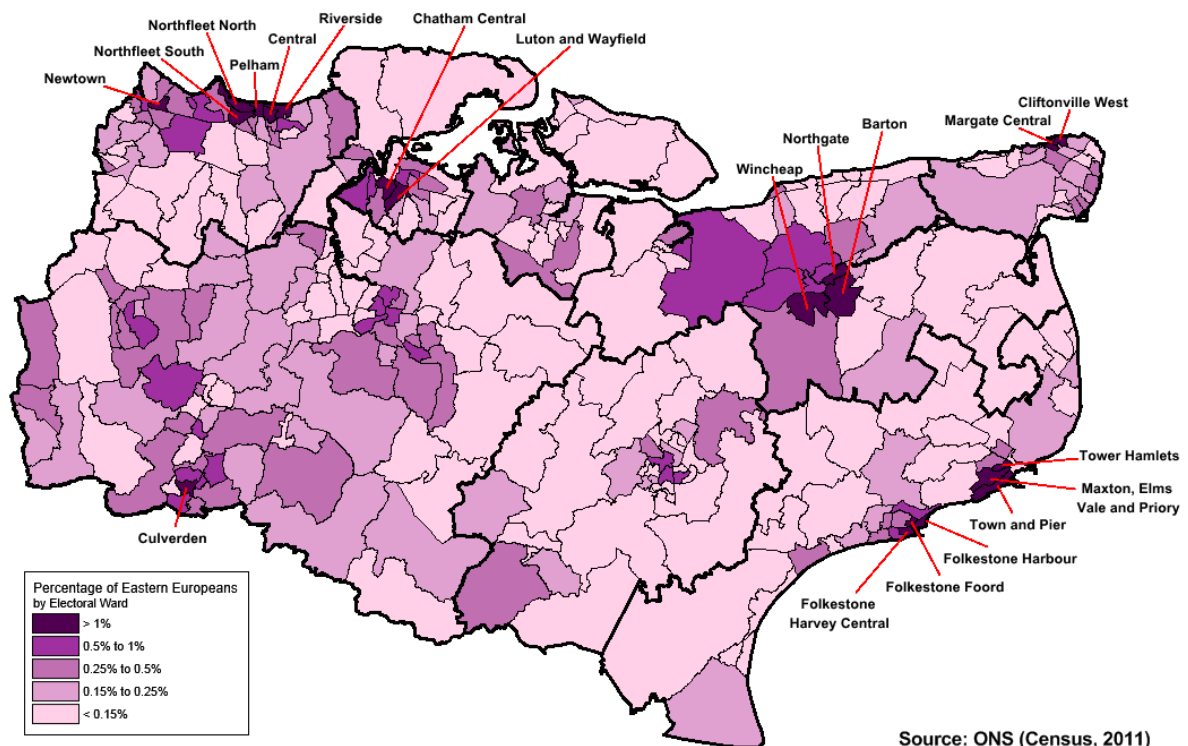 Riverside
Chatham Central
Northfleet North
Central
Luton and Wayfield
Northfleet South
Pelham
Newtown
Cliftonville West
Margate Central
Barton
Northgate
Wincheap
Tower Hamlets
Maxton, Elms
Vale and Priory
Town and Pier
Culverden
Folkestone Harbour
Folkestone Foord
Folkestone
Harvey Central
Percentage of Eastern Europeans
by Electoral Ward
> 1%
0.5% to 1%
0.25% to 0.5%
0.15% to 0.25%
< 0.15%
Source: ONS (Census, 2011)